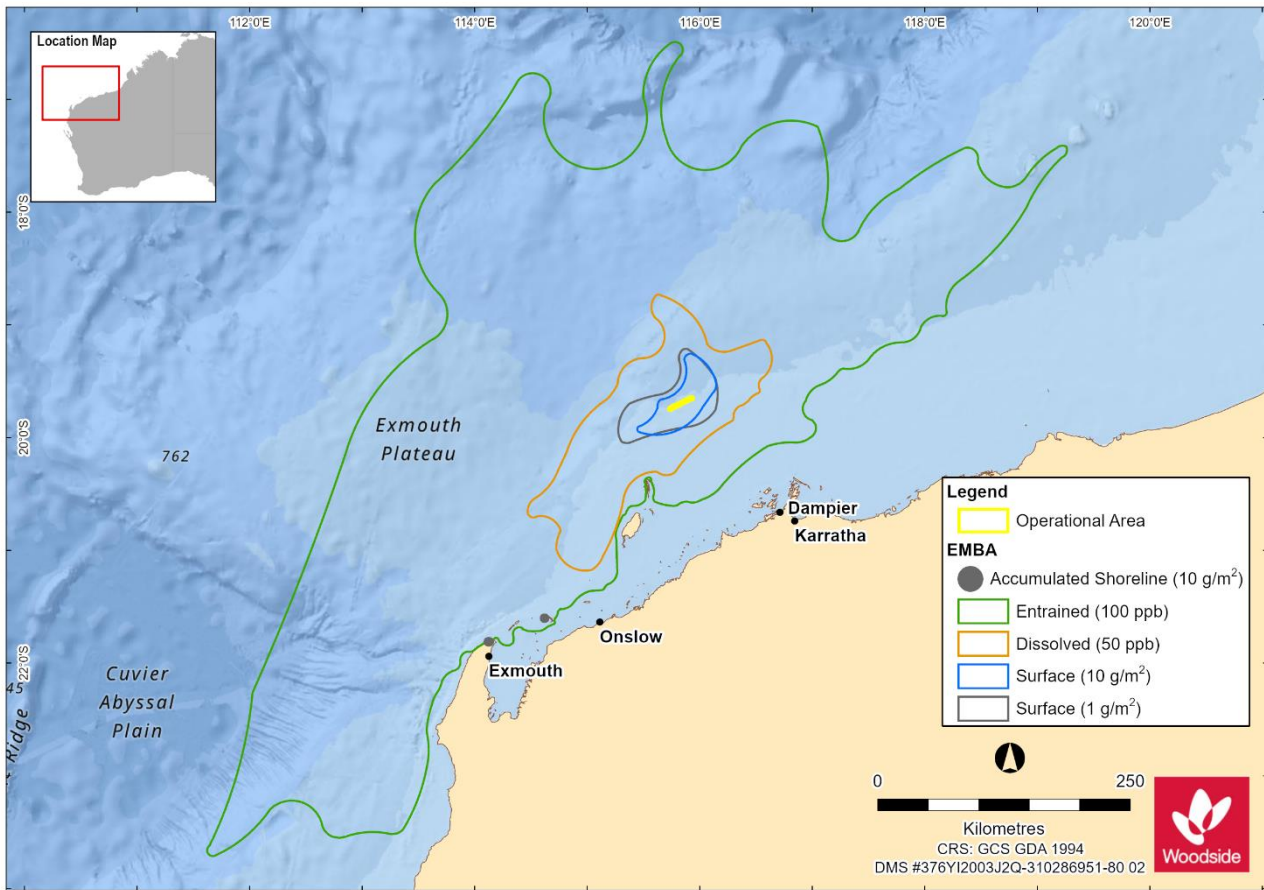 112°0'E
114°0'E
116°0'E
118°0'E
120°0'E
Location Map
18°0'S
20°0'S
22°0'S
Exmouth
Plateau
762
Cuvier
Abyssal
Plain
45
Ridge
Dampier
Karratha
Onslow
Exmouth
Legend
Operational Area
EMBA
Accumulated Shoreline (10 g/m²)
Entrained (100 ppb)
Dissolved (50 ppb)
Surface (10 g/m²)
Surface (1 g/m²)
0
250
Kilometres
CRS: GCS GDA 1994
DMS #376YI2003J2Q-310286951-80 02
Woodside